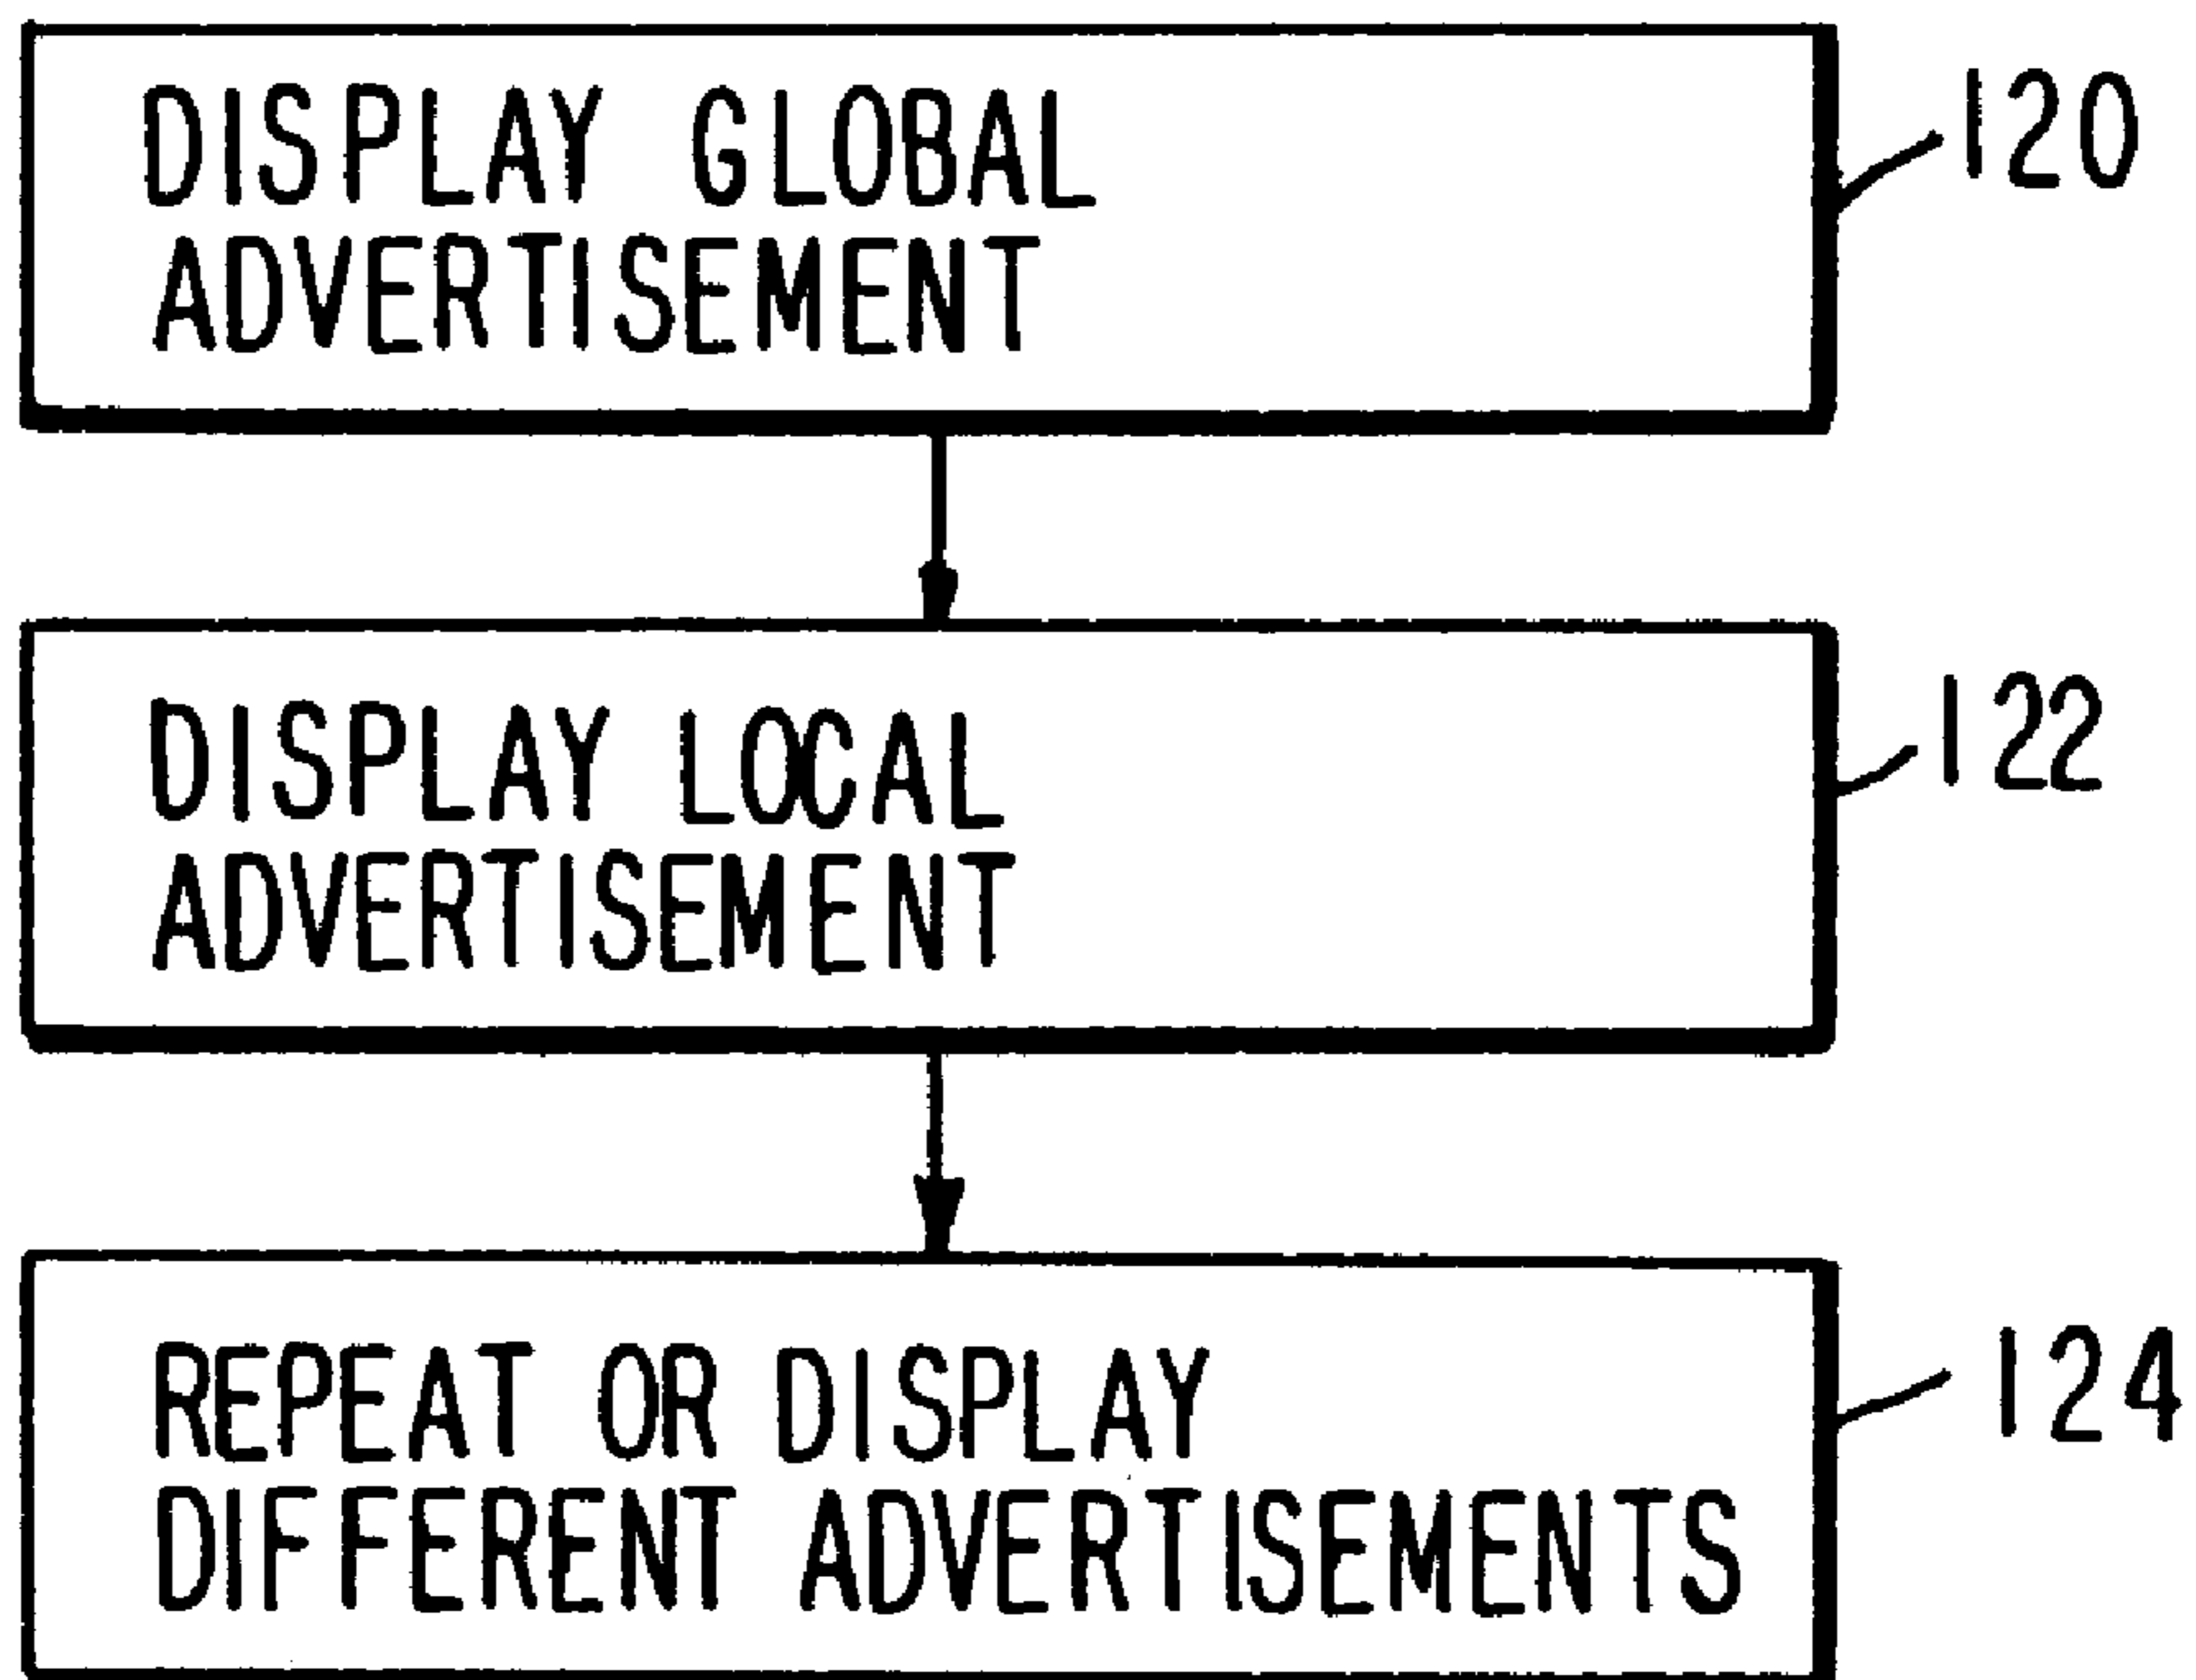 DISPLAY GLOBAL
ADVERTISEMENT
120
DISPLAY LOCAL
ADVERTISEMENT
122
REPEAT OR DISPLAY
DIFFERENT ADVERTISEMENTS
124